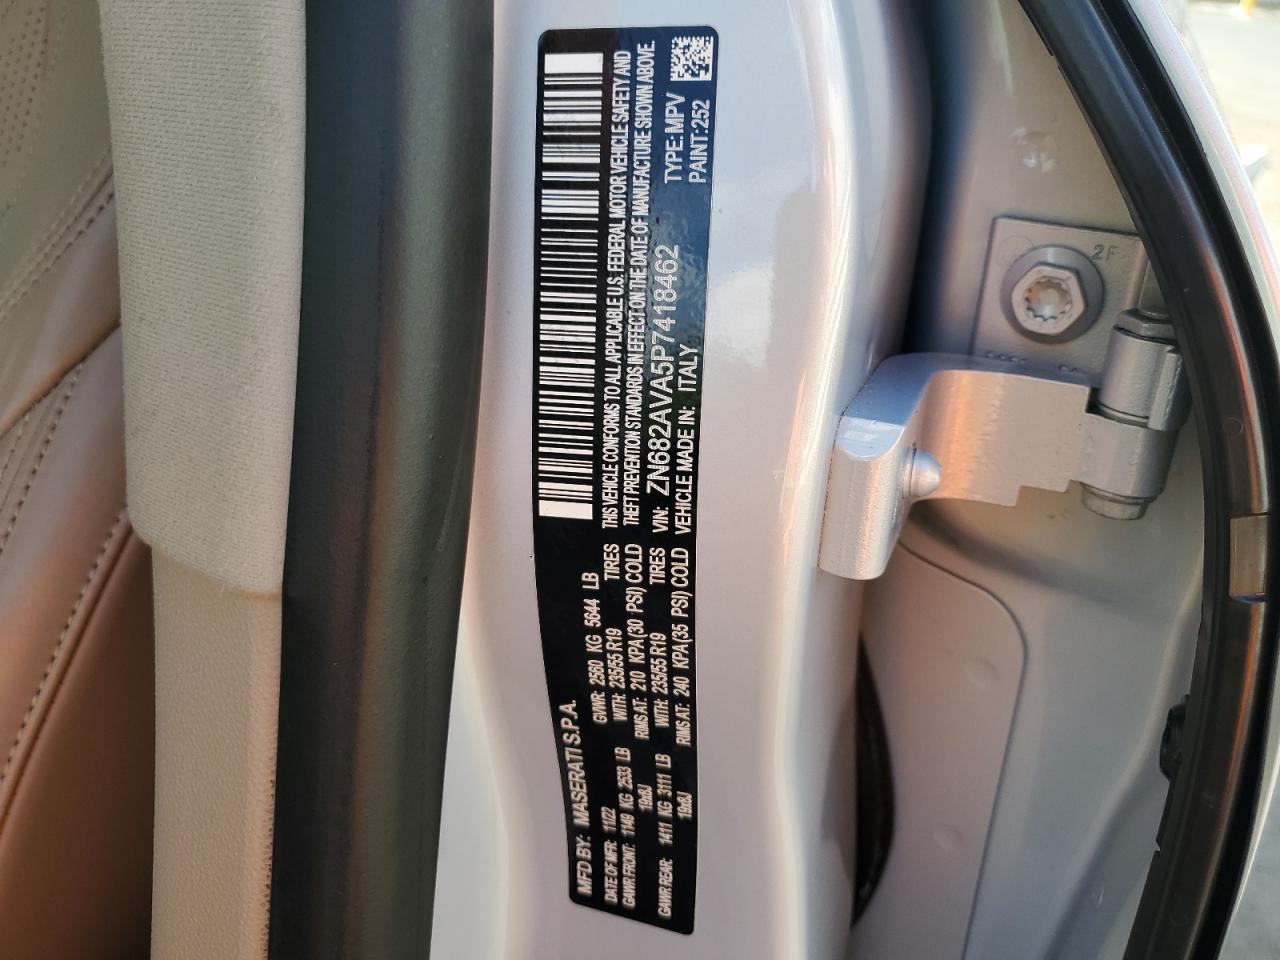 MFD BY: MASERATI S.P.A.
DATE OF MFR: 11/22 GVWR: 2560 KG 5644 LB
GAWR FRONT: 1149 KG 2533 LB WITH: 235/55 R19 TIRES
19x8J RIMS AT: 210 KPA(30 PSI) COLD
GAWR REAR: 1411 KG 3111 LB WITH: 235/55 R19 TIRES
19x8J RIMS AT: 240 KPA(35 PSI) COLD
THIS VEHICLE CONFORMS TO ALL APPLICABLE U.S. FEDERAL MOTOR VEHICLE SAFETY AND
THEFT PREVENTION STANDARDS IN EFFECT ON THE DATE OF MANUFACTURE SHOWN ABOVE.
VIN: ZN682AVA5P7418462 TYPE: MPV
VEHICLE MADE IN: ITALY PAINT:252
2F